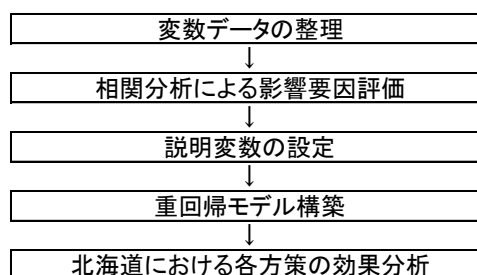 変数データの整理
↓
相関分析による影響要因評価
↓
説明変数の設定
↓
重回帰モデル構築
↓
北海道における各方策の効果分析